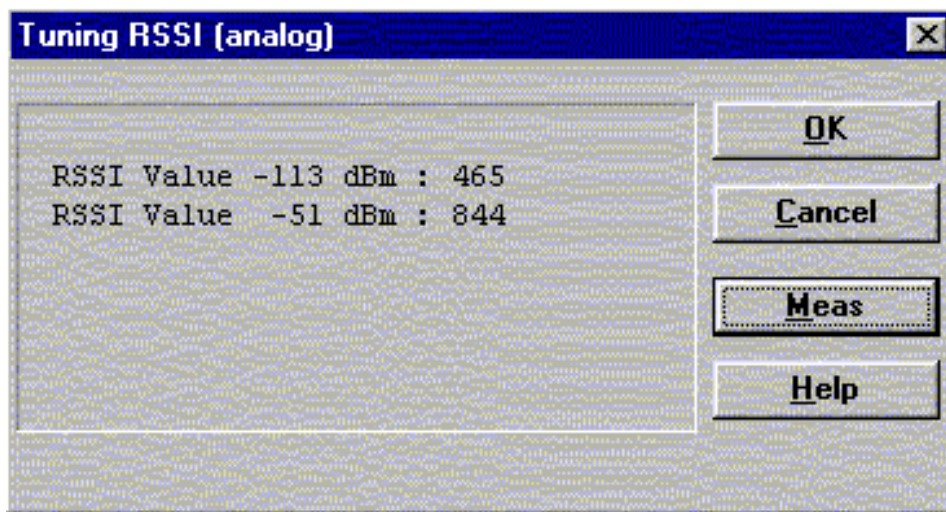 Tuning RSSI (analog)
RSSI Value -113 dBm : 465
RSSI Value  -51 dBm : 844
OK
Cancel
Meas
Help